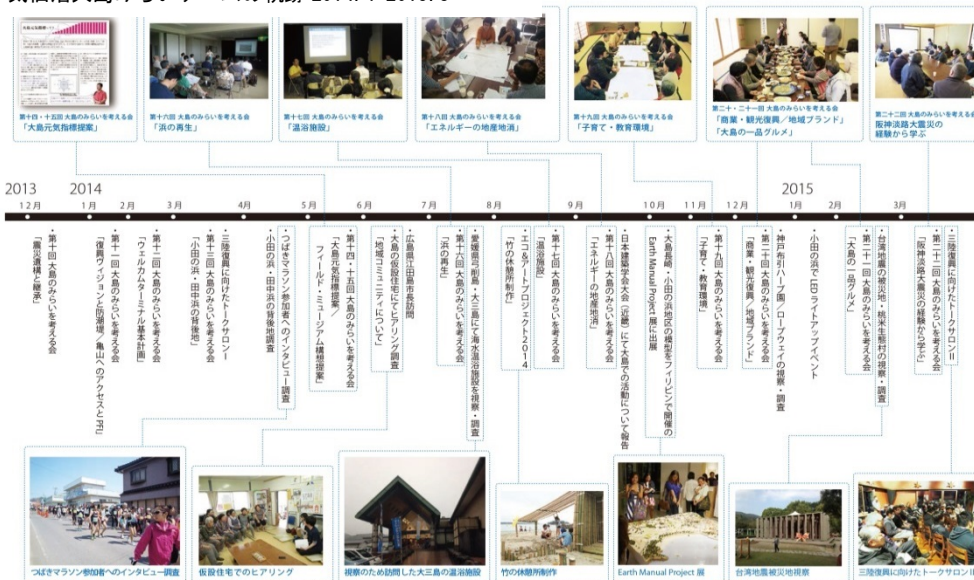 第十四・十五回 大島のみらいを考える会
「大島元気指標提案」
第十六回 大島のみらいを考える会
「浜の再生」
第十七回 大島のみらいを考える会
「温浴施設」
第十八回 大島のみらいを考える会
「エネルギーの地産地消」
第十九回 大島のみらいを考える会
「子育て・教育環境」
第二十・二十一回 大島のみらいを考える会
「商業・観光復興／地域ブランド」
「大島の一品グルメ」
第二十二回 大島のみらいを考える会
阪神淡路大震災の
経験から学ぶ
2013
2014
2015
12月
1月
2月
3月
4月
5月
6月
7月
8月
9月
10月
11月
12月
1月
2月
3月
第十回 大島のみらいを考える会
「震災遺構と継承」
第十一回 大島のみらいを考える会
「復興ヴィジョンと防潮堤、亀山へのアクセスとPFI」
第十二回 大島のみらいを考える会
「ウェルカムターミナル基本計画」
三陸復興に向けたトークサロンI
第十三回 大島のみらいを考える会
「小田の浜・田中浜の背後地」
つばきマラソン参加者へのインタビュー調査
小田の浜・田中浜の背後地調査
第十四・十五回 大島のみらいを考える会
「大島元気指標提案／
フィールド・ミュージアム構想提案」
広島県江田島市長訪問
大島の仮設住宅にてヒアリング調査
「地域コミュニティについて」
愛媛県弓削島・大三島にて海水温浴施設を視察・調査
第十六回 大島のみらいを考える会
「浜の再生」
エコ&アートプロジェクト2014
「竹の休憩所制作」
第十七回 大島のみらいを考える会
「温浴施設」
日本建築学会大会（近畿）にて大島での活動について報告
第十八回 大島のみらいを考える会
「エネルギーの地産地消」
大島長崎・小田の浜地区の模型をフィリピンで開催の
Earth Manual Project 展に出展
第十九回 大島のみらいを考える会
「子育て・教育環境」
神戸布引ハーブ園／ロープウェイの視察・調査
第二十回 大島のみらいを考える会
「商業・観光復興／地域ブランド」
小田の浜でLEDライトアップイベント
台湾地震の被災地・桃米生態村の視察・調査
第二十一回 大島のみらいを考える会
「大島の一品グルメ」
三陸復興に向けたトークサロンII
第二十二回 大島のみらいを考える会
「阪神淡路大震災の経験から学ぶ」
つばきマラソン参加者へのインタビュー調査
仮設住宅でのヒアリング
視察のため訪問した大三島の温浴施設
竹の休憩所制作
Earth Manual Project 展
台湾地震被災地視察
三陸復興に向けたトークサロン